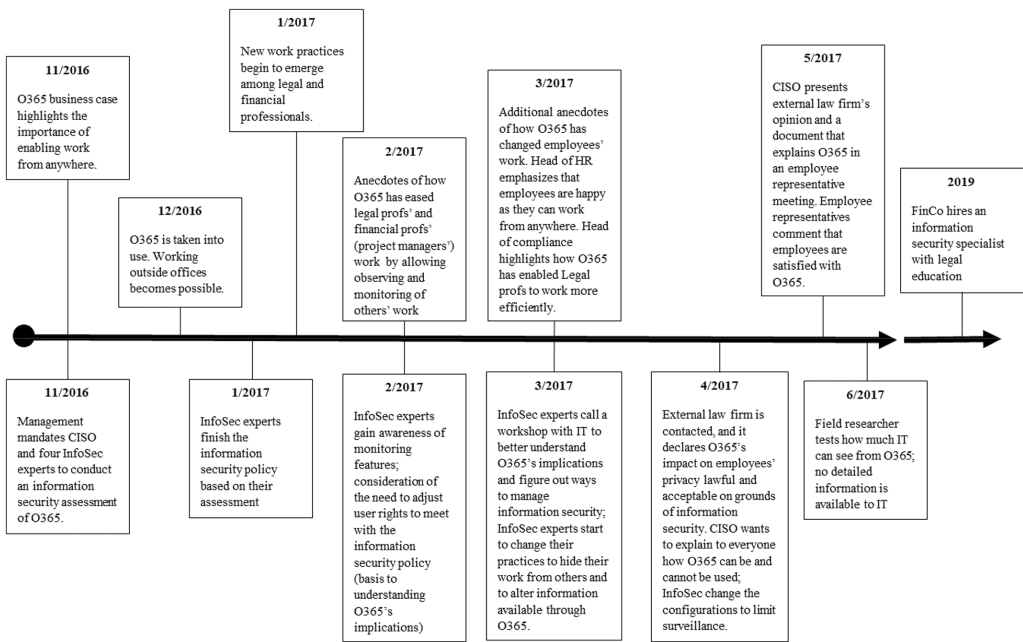 11/2016
O365 business case
highlights the
importance of
enabling work
from anywhere.
12/2016
O365 is taken into
use. Working
outside offices
becomes possible.
1/2017
New work practices
begin to emerge
among legal and
financial
professionals.
2/2017
Anecdotes of how
O365 has eased
legal profs' and
financial profs'
(project managers')
work by allowing
observing and
monitoring of
others' work
3/2017
Additional anecdotes
of how O365 has
changed employees'
work. Head of HR
emphasizes that
employees are happy
as they can work
from anywhere. Head
of compliance
highlights how O365
has enabled Legal
profs to work more
efficiently.
5/2017
CISO presents
external law firm's
opinion and a
document that
explains O365 in
an employee
representative
meeting. Employee
representatives
comment that
employees are
satisfied with
O365.
2019
FinCo hires an
information
security specialist
with legal
education
11/2016
Management
mandates CISO
and four InfoSec
experts to conduct
an information
security assessment
of O365.
1/2017
InfoSec experts
finish the
information
security policy
based on their
assessment
2/2017
InfoSec experts
gain awareness of
monitoring
features;
consideration of
the need to adjust
user rights to meet
with the
information
security policy
(basis to
understanding
O365's
implications)
3/2017
InfoSec experts call a
workshop with IT to
better understand
O365's implications
and figure out ways
to manage
information security;
InfoSec experts start
to change their
practices to hide their
work from others and
to alter information
available through
O365.
4/2017
External law firm is
contacted, and it
declares O365's
impact on employees'
privacy lawful and
acceptable on grounds
of information
security. CISO wants
to explain to everyone
how O365 can be and
cannot be used;
InfoSec change the
configurations to limit
surveillance.
6/2017
Field researcher
tests how much IT
can see from O365;
no detailed
information is
available to IT